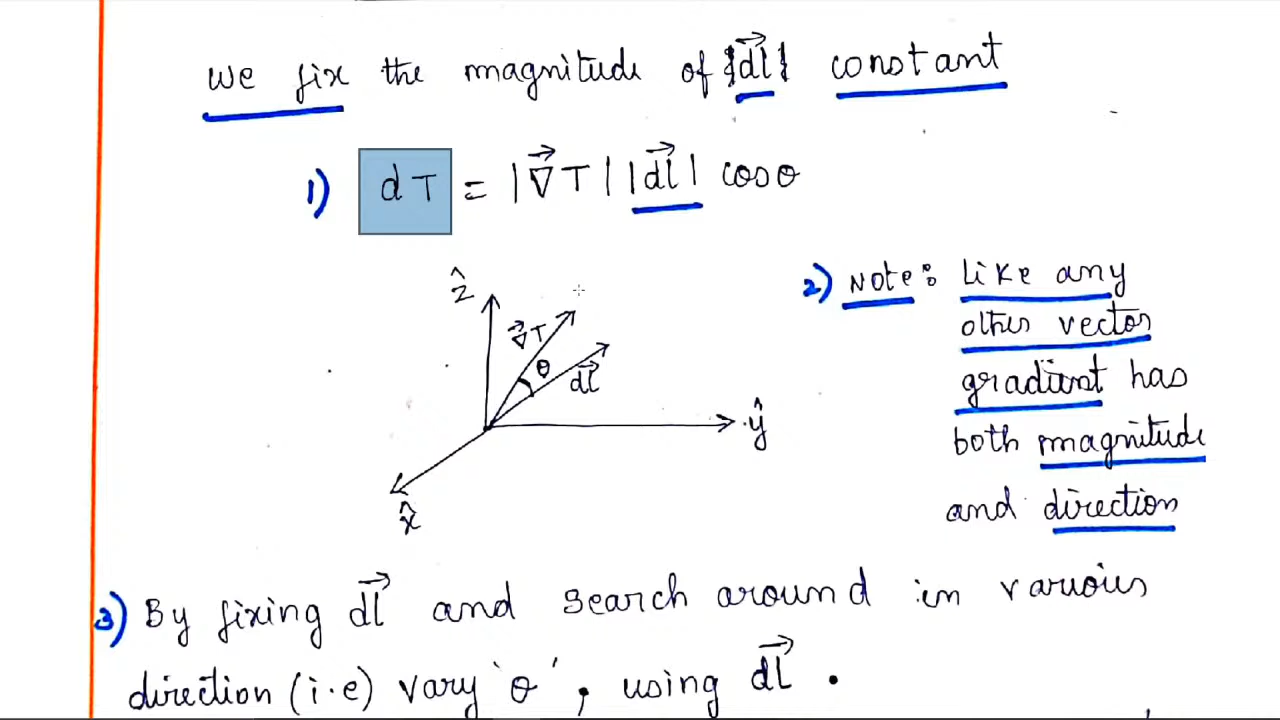 we fix the magnitude of |dl⃗| constant
1) dT = |∇⃗T| |dl⃗| cosθ
ẑ
∇⃗T
θ
dl⃗
ŷ
x̂
2) Note: Like any
other vector
gradient has
both magnitude
and direction
3) By fixing dl⃗ and search around in various
direction (i.e) vary 'θ', using dl⃗.